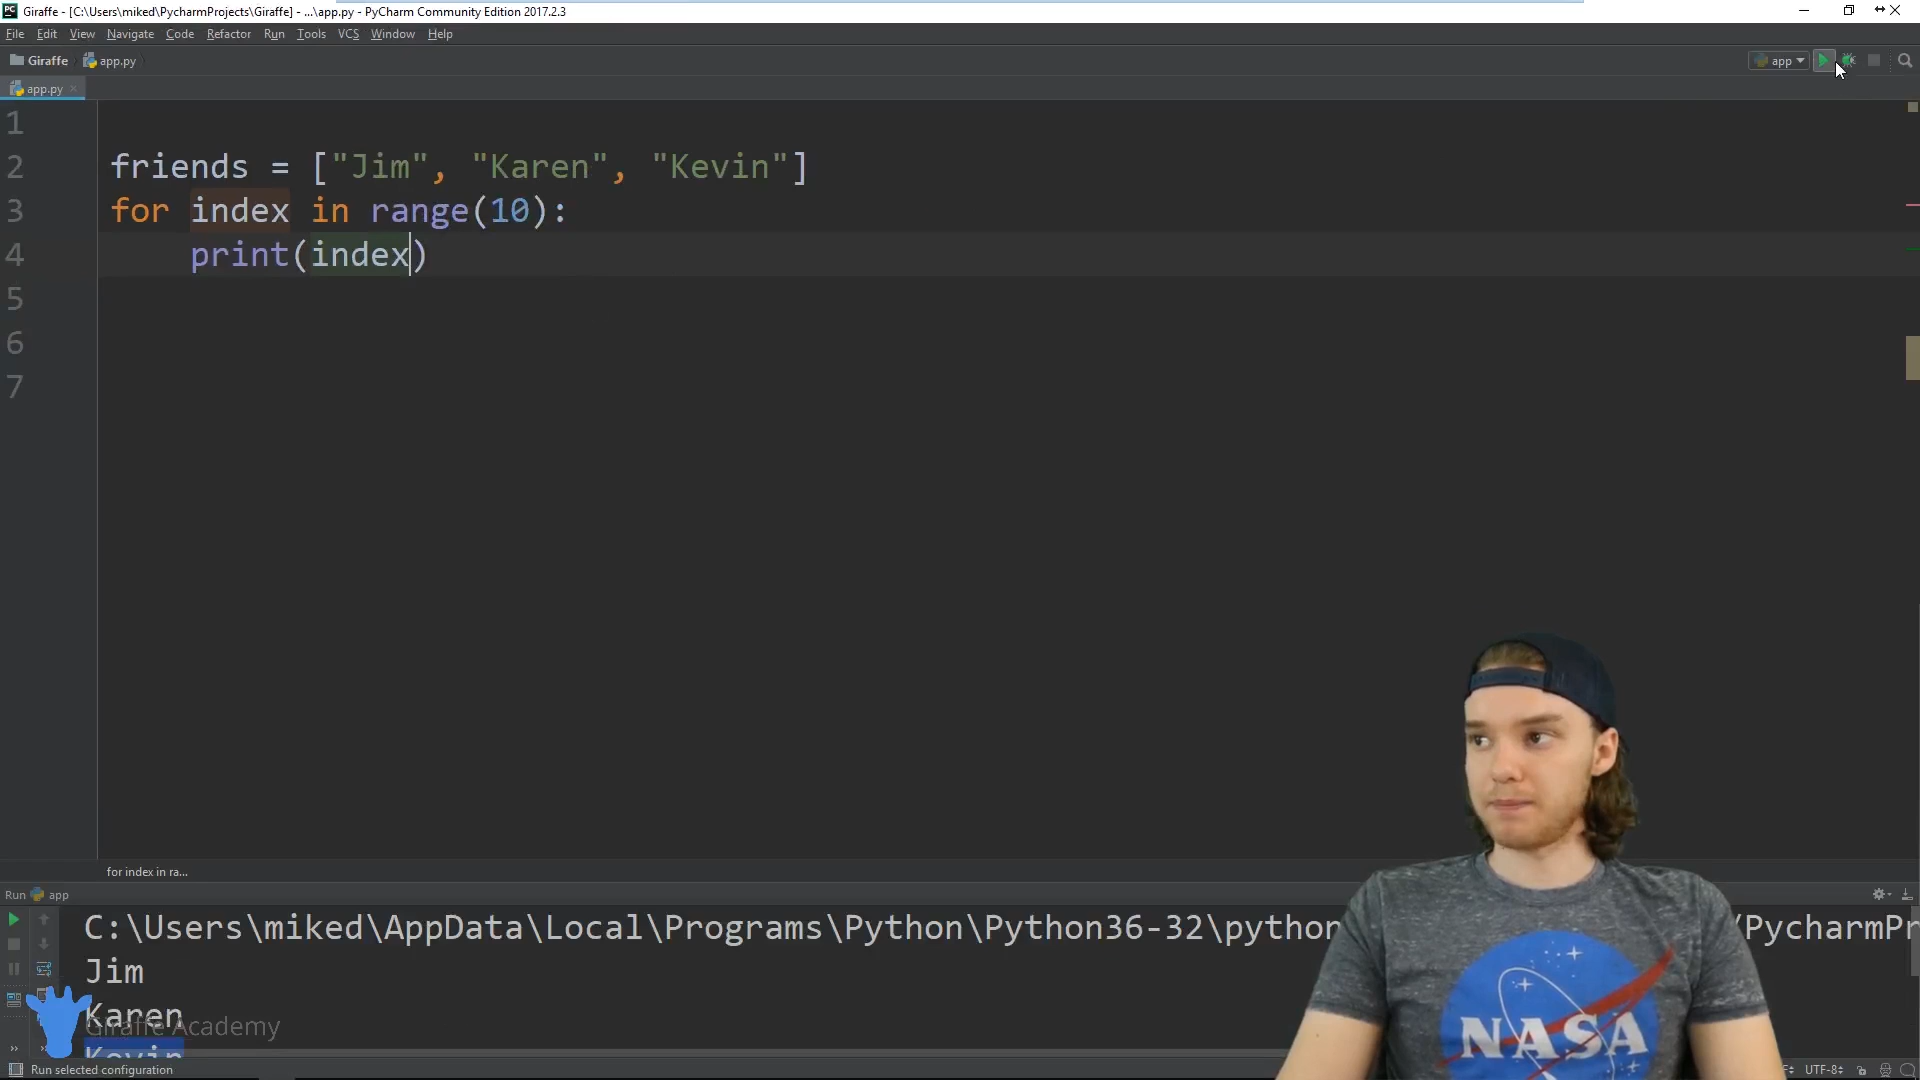 Giraffe - [C:\Users\miked\PycharmProjects\Giraffe] - ...\app.py - PyCharm Community Edition 2017.2.3
File Edit View Navigate Code Refactor Run Tools VCS Window Help
Giraffe app.py app
app.py
1
2 friends = ["Jim", "Karen", "Kevin"]
3 for index in range(10):
4 print(index)
5
6
7
for index in ra...
Run app
C:\Users\miked\AppData\Local\Programs\Python\Python36-32\python /PycharmPr
Jim
Karen
Giraffe Academy
Kevin
NASA
Run selected configuration UTF-8